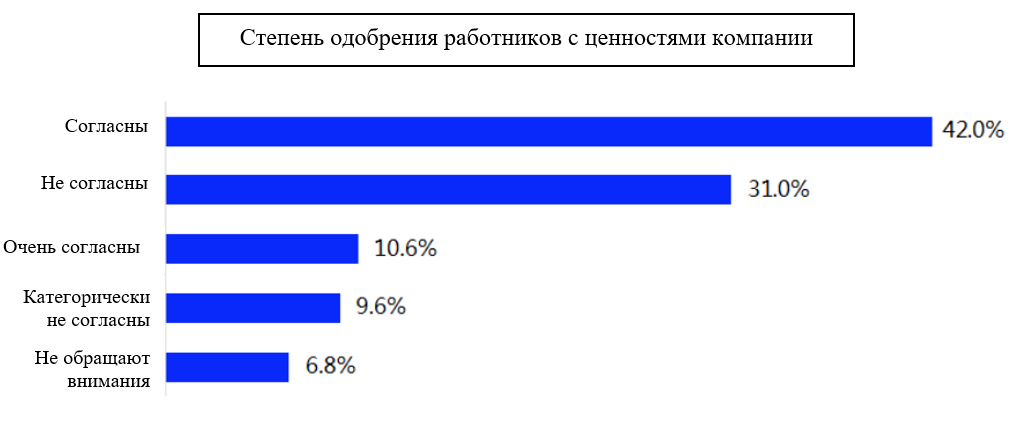 Степень одобрения работников с ценностями компании
Согласны
42.0%
Не согласны
31.0%
Очень согласны
10.6%
Категорически
не согласны
9.6%
Не обращают
внимания
6.8%